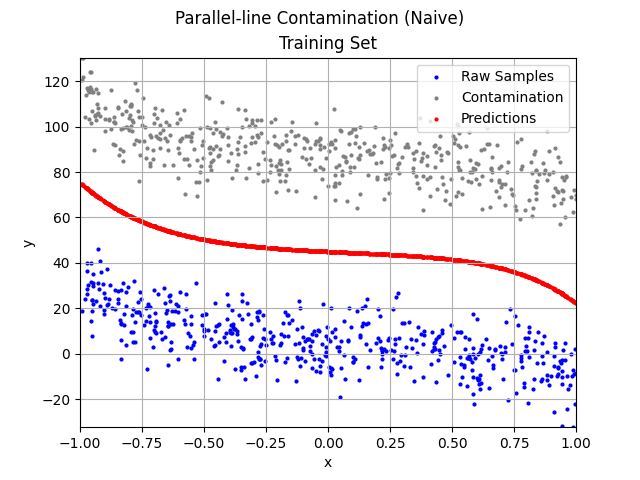 Parallel-line Contamination (Naive)
Training Set
Raw Samples
Contamination
Predictions
120
100
80
60
40
20
0
−20
y
−1.00 −0.75 −0.50 −0.25 0.00 0.25 0.50 0.75 1.00
x